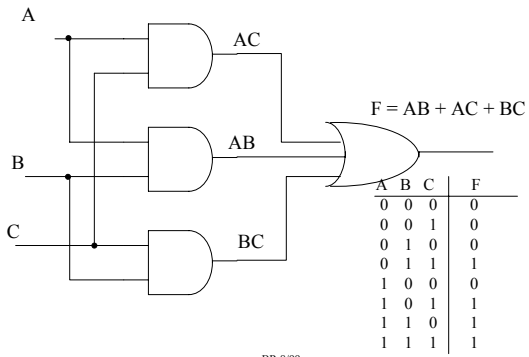 A
AC
F = AB + AC + BC
AB
B
C
BC
A B C F
0 0 0 0
0 0 1 0
0 1 0 0
0 1 1 1
1 0 0 0
1 0 1 1
1 1 0 1
1 1 1 1